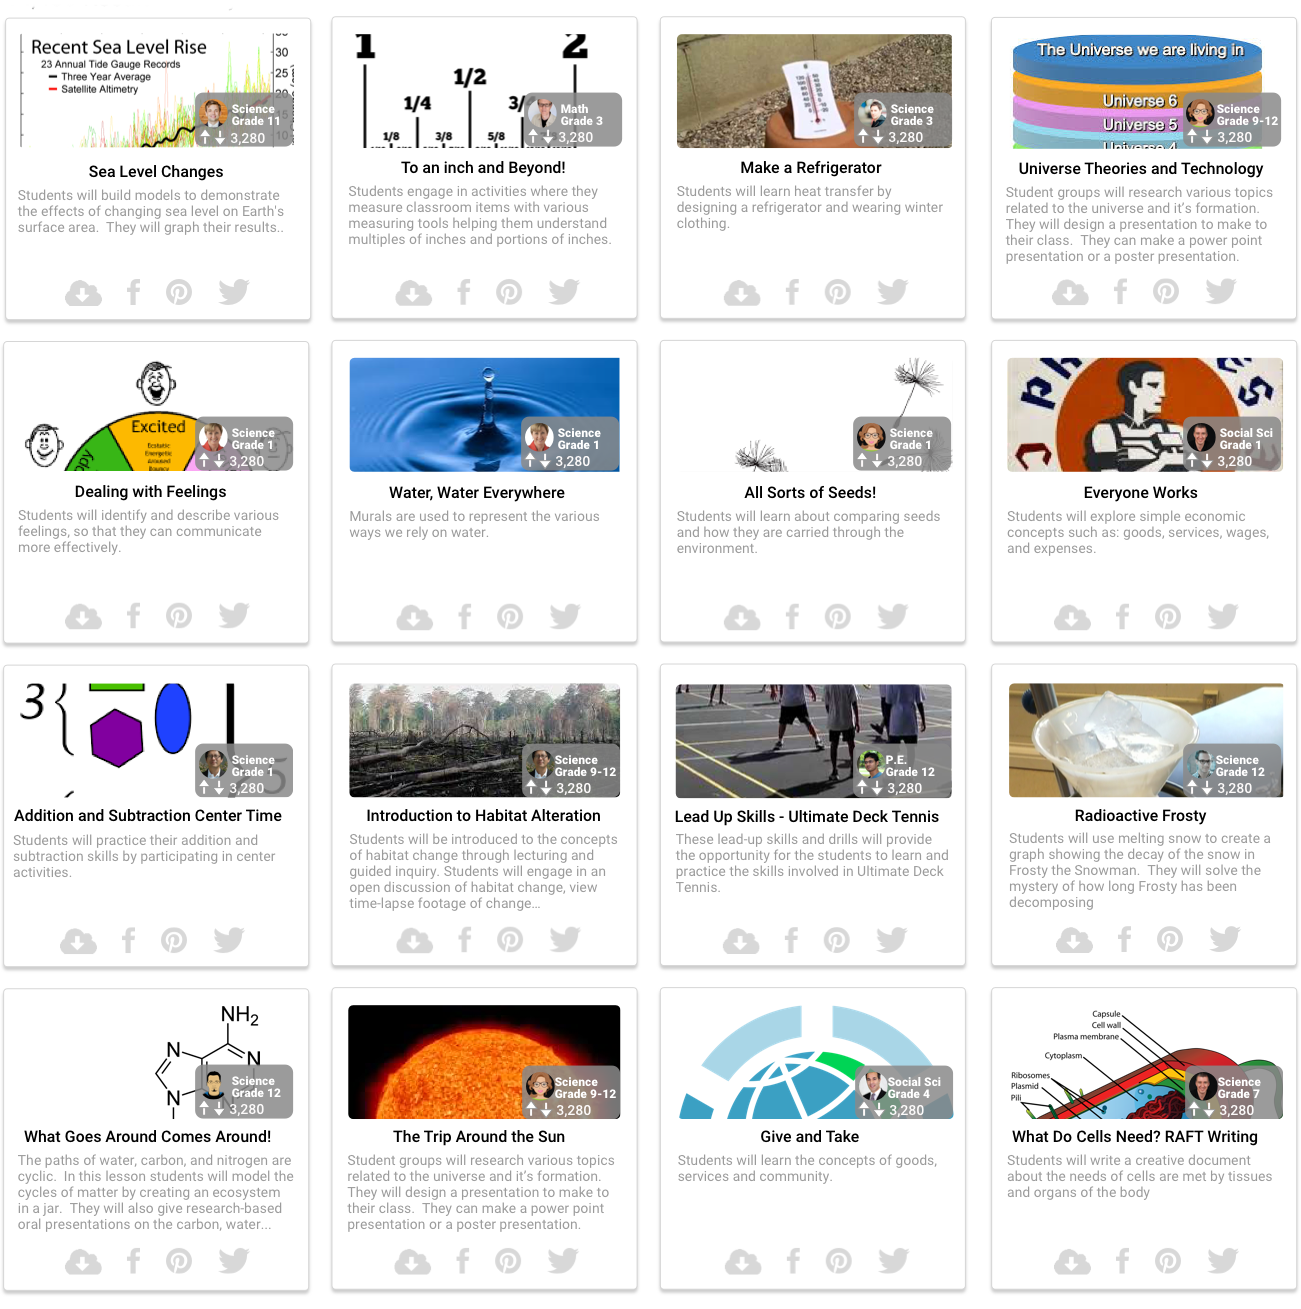 Recent Sea Level Rise
23 Annual Tide Gauge Records
Three Year Average
Satellite Altimetry
35
30
25
20
10
Science
Grade 11
3,280
Sea Level Changes
Students will build models to demonstrate
the effects of changing sea level on Earth's
surface area.  They will graph their results..
1
2
1/2
1/4
3/
1/8
3/8
5/8
Math
Grade 3
3,280
To an inch and Beyond!
Students engage in activities where they
measure classroom items with various
measuring tools helping them understand
multiples of inches and portions of inches.
Science
Grade 3
3,280
Make a Refrigerator
Students will learn heat transfer by
designing a refrigerator and wearing winter
clothing.
The Universe we are living in
Universe 6
Universe 5
Universe 4
Science
Grade 9-12
3,280
Universe Theories and Technology
Student groups will research various topics
related to the universe and it's formation.
They will design a presentation to make to
their class.  They can make a power point
presentation or a poster presentation.
Excited
Ecstatic
Energetic
Around
Bouncy
ppy
Science
Grade 1
3,280
Dealing with Feelings
Students will identify and describe various
feelings, so that they can communicate
more effectively.
Science
Grade 1
3,280
Water, Water Everywhere
Murals are used to represent the various
ways we rely on water.
Science
Grade 1
3,280
All Sorts of Seeds!
Students will learn about comparing seeds
and how they are carried through the
environment.
Social Sci
Grade 1
3,280
Everyone Works
Students will explore simple economic
concepts such as: goods, services, wages,
and expenses.
3
5
Science
Grade 1
3,280
Addition and Subtraction Center Time
Students will practice their addition and
subtraction skills by participating in center
activities.
Science
Grade 9-12
3,280
Introduction to Habitat Alteration
Students will be introduced to the concepts
of habitat change through lecturing and
guided inquiry. Students will engage in an
open discussion of habitat change, view
time-lapse footage of change…
P.E.
Grade 12
3,280
Lead Up Skills - Ultimate Deck Tennis
These lead-up skills and drills will provide
the opportunity for the students to learn and
practice the skills involved in Ultimate Deck
Tennis.
Science
Grade 12
3,280
Radioactive Frosty
Students will use melting snow to create a
graph showing the decay of the snow in
Frosty the Snowman.  They will solve the
mystery of how long Frosty has been
decomposing
NH2
N
N
N
Science
Grade 12
3,280
What Goes Around Comes Around!
The paths of water, carbon, and nitrogen are
cyclic.  In this lesson students will model the
cycles of matter by creating an ecosystem
in a jar.  They will also give research-based
oral presentations on the carbon, water...
Science
Grade 9-12
3,280
The Trip Around the Sun
Student groups will research various topics
related to the universe and it's formation.
They will design a presentation to make to
their class.  They can make a power point
presentation or a poster presentation.
Social Sci
Grade 4
3,280
Give and Take
Students will learn the concepts of goods,
services and community.
Capsule
Cell wall
Plasma membrane
Cytoplasm
Ribosomes
Plasmid
Pili
Science
Grade 7
3,280
What Do Cells Need? RAFT Writing
Students will write a creative document
about the needs of cells are met by tissues
and organs of the body